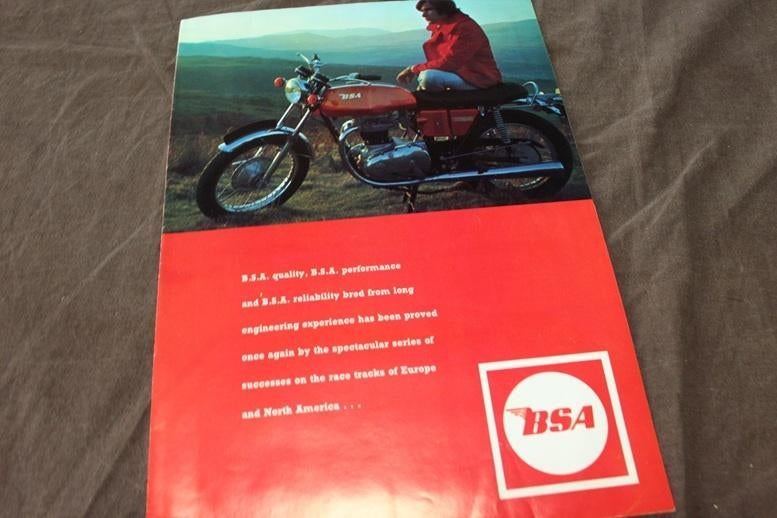 BSA
B.S.A. quality, B.S.A. performance
and B.S.A. reliability bred from long
engineering experience has been proved
once again by the spectacular series of
successes on the race tracks of Europe
and North America ...
BSA